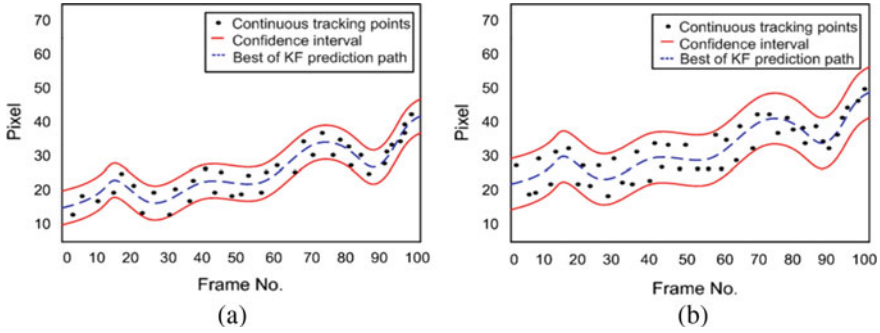 70
60
50
40
30
20
10
Pixel
Continuous tracking points
Confidence interval
Best of KF prediction path
0 10 20 30 40 50 60 70 80 90 100
Frame No.
(a)
70
60
50
40
30
20
10
Pixel
Continuous tracking points
Confidence interval
Best of KF prediction path
0 10 20 30 40 50 60 70 80 90 100
Frame No.
(b)